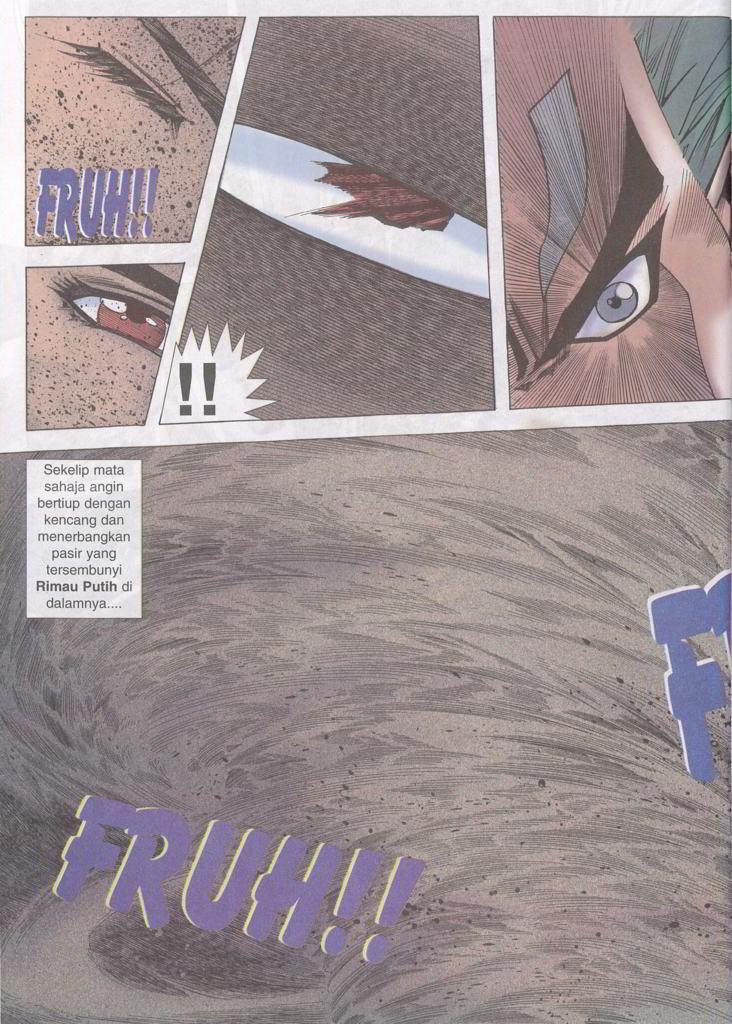 FRUH!!
!!
Sekelip mata
sahaja angin
bertiup dengan
kencang dan
menerbangkan
pasir yang
tersembunyi
Rimau Putih di
dalamnya....
F
FRUH!!